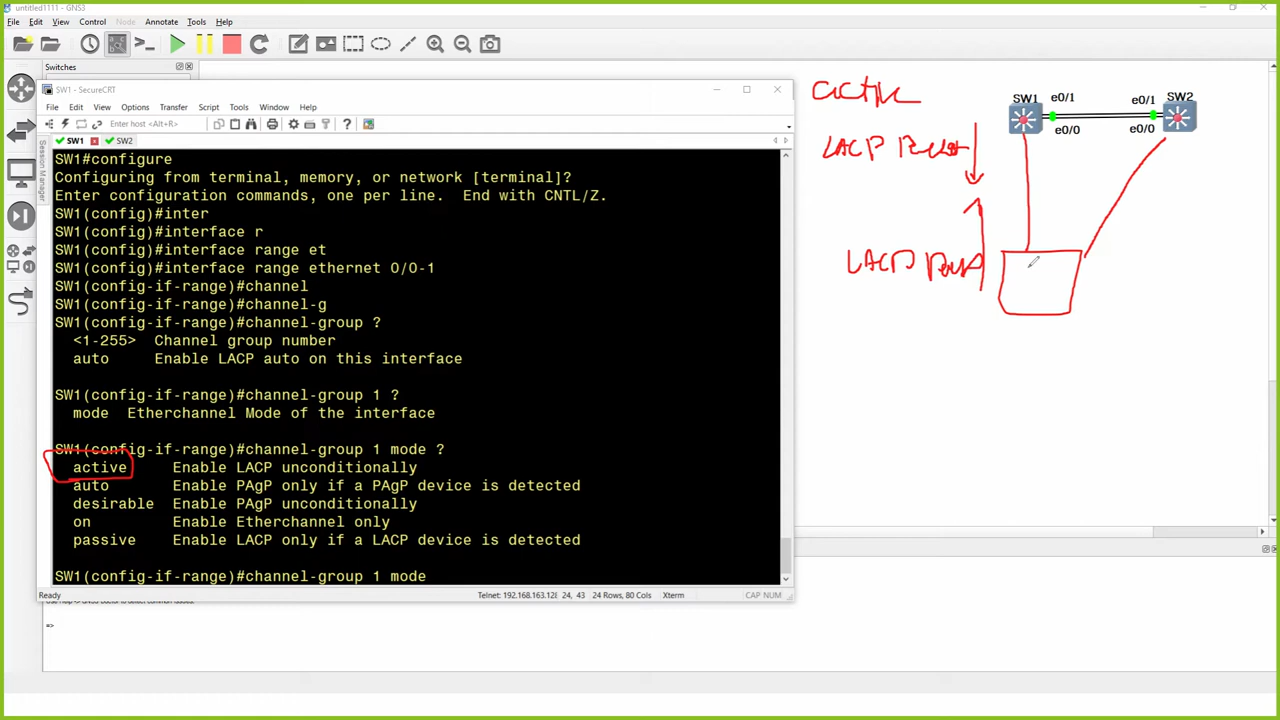 untitled1111 - GNS3
File Edit View Control Node Annotate Tools Help
Switches
SW1 - SecureCRT
File Edit View Options Transfer Script Tools Window Help
Enter host <Alt+R>
SW1 SW2
Session Manager
SW1#configure
Configuring from terminal, memory, or network [terminal]?
Enter configuration commands, one per line.  End with CNTL/Z.
SW1(config)#inter
SW1(config)#interface r
SW1(config)#interface range et
SW1(config)#interface range ethernet 0/0-1
SW1(config-if-range)#channel
SW1(config-if-range)#channel-g
SW1(config-if-range)#channel-group ?
<1-255>  Channel group number
auto     Enable LACP auto on this interface
SW1(config-if-range)#channel-group 1 ?
mode  Etherchannel Mode of the interface
SW1(config-if-range)#channel-group 1 mode ?
active     Enable LACP unconditionally
auto       Enable PAgP only if a PAgP device is detected
desirable  Enable PAgP unconditionally
on         Enable Etherchannel only
passive    Enable LACP only if a LACP device is detected
SW1(config-if-range)#channel-group 1 mode
Ready Telnet: 192.168.163.128 24, 43 24 Rows, 80 Cols Xterm CAP NUM
=>
active
LACP
LACP
SW1 e0/1 e0/1 SW2
e0/0 e0/0